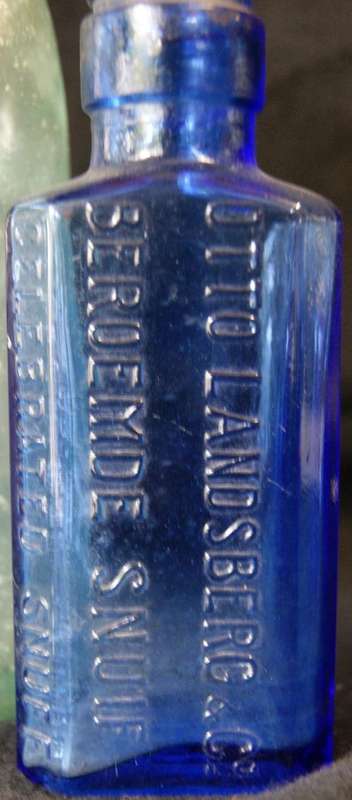 OTTO LANDSBERG & Cº
BEROEMDE SNUIF
CELEBRATED SNUFF